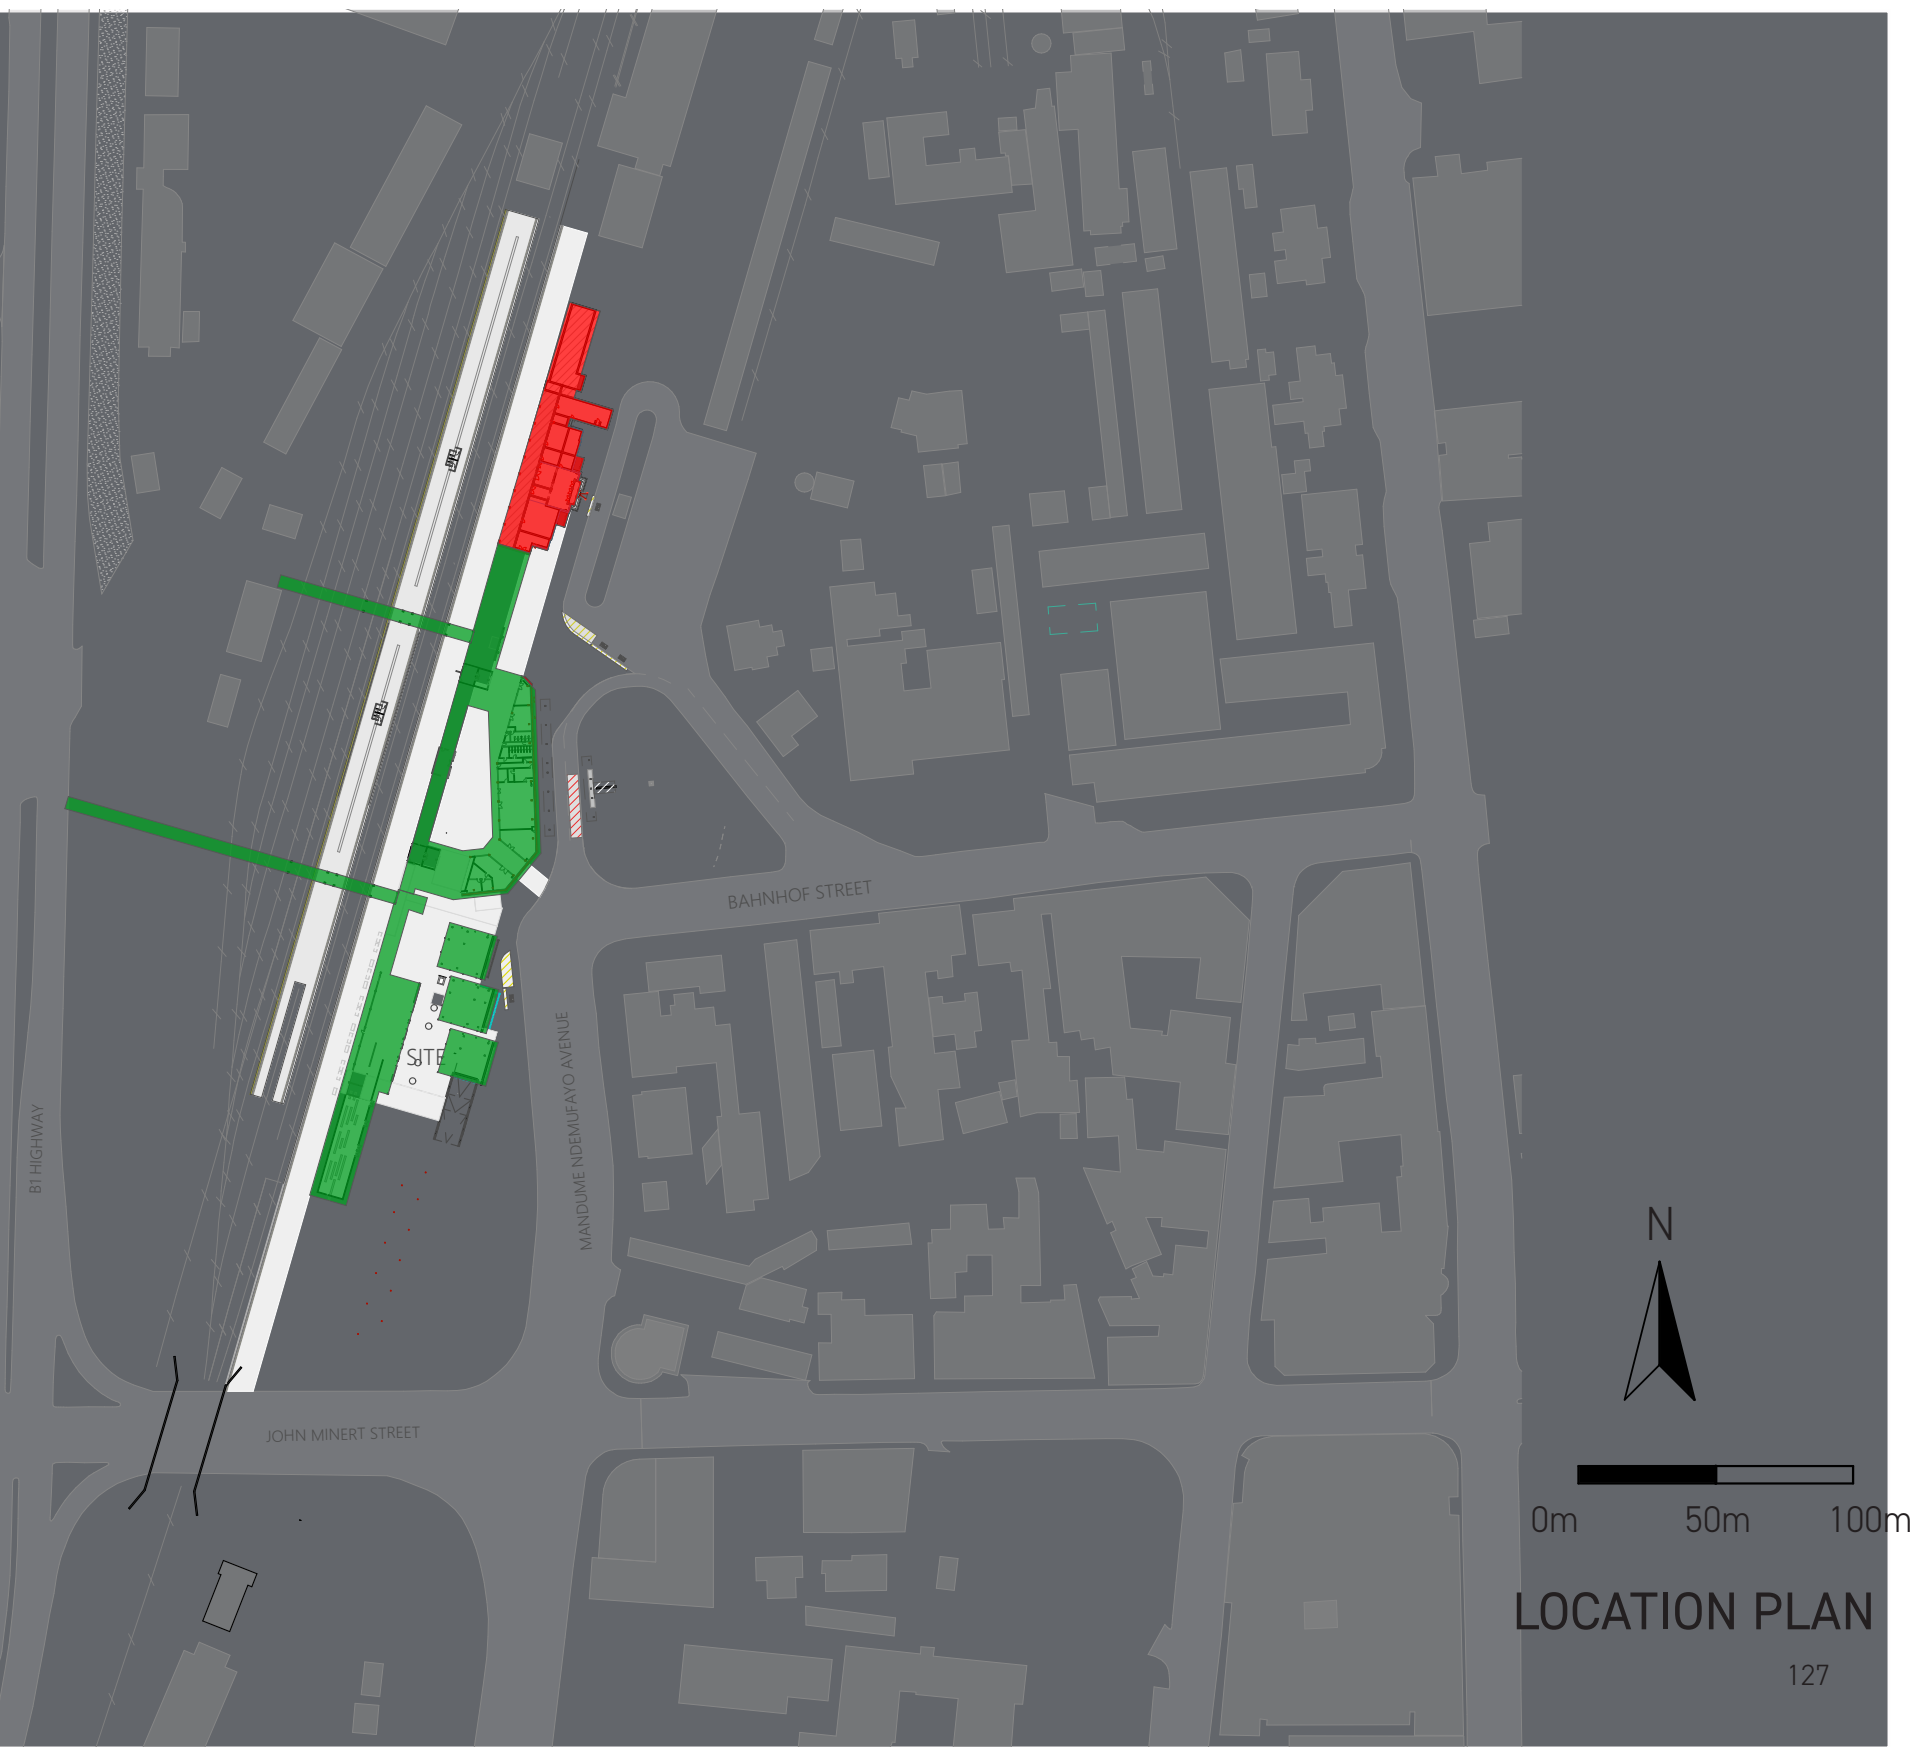 BAHNHOF STREET
SITE
MANDUME NDEMUFAYO AVENUE
B1 HIGHWAY
JOHN MINERT STREET
N
0m 50m 100m
LOCATION PLAN
127